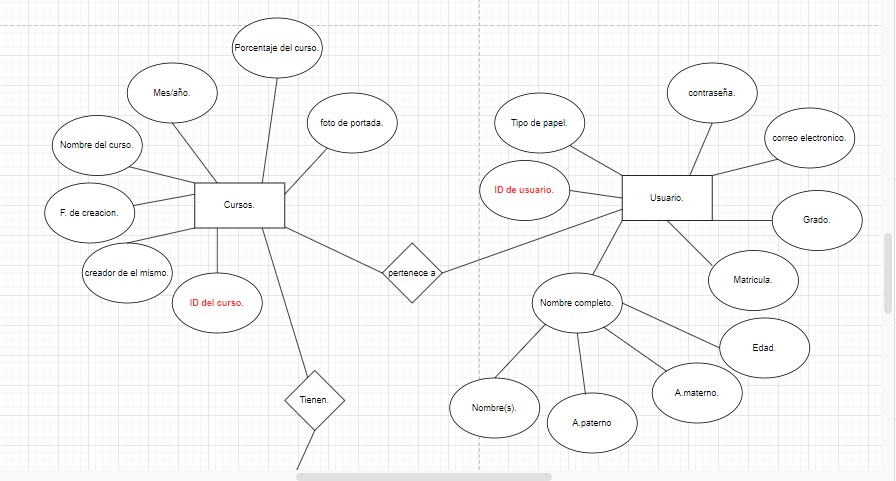 Porcentaje del curso.
Mes/año.
contraseña.
foto de portada.
Tipo de papel.
correo electronico.
Nombre del curso.
ID de usuario.
Usuario.
Cursos.
F. de creacion.
Grado.
creador de el mismo.
pertenece a
Matricula.
ID del curso.
Nombre completo.
Edad.
Tienen.
A.materno.
Nombre(s).
A.paterno